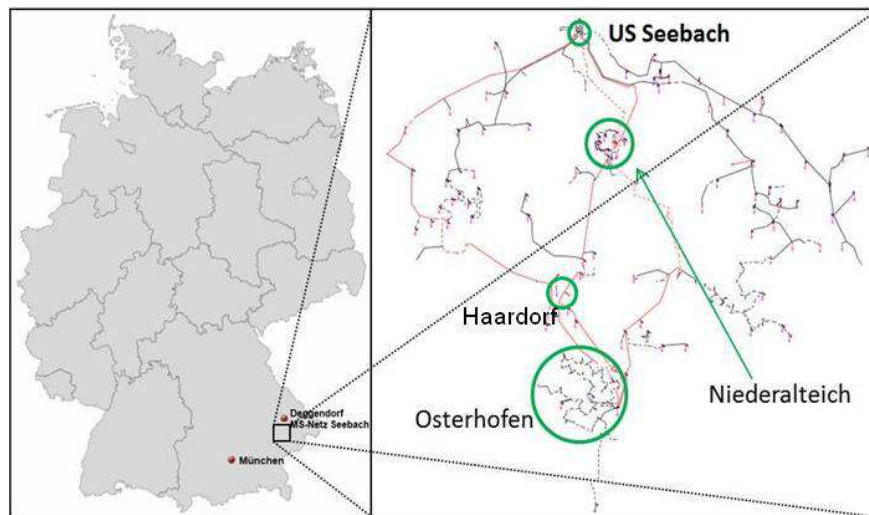 Deggendorf
MS-Netz Seebach
München
US Seebach
Haardorf
Osterhofen
Niederalteich